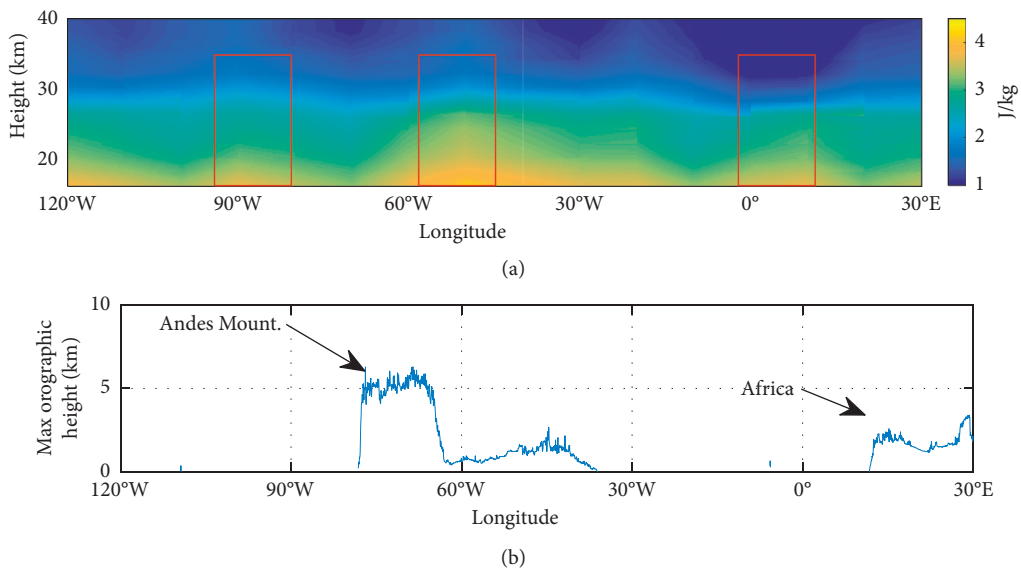 40
30
20
Height (km)
120°W
90°W
60°W
30°W
0°
30°E
Longitude
4
3
2
1
J/kg
(a)
10
5
0
Max orographic
height (km)
Andes Mount.
Africa
120°W
90°W
60°W
30°W
0°
30°E
Longitude
(b)